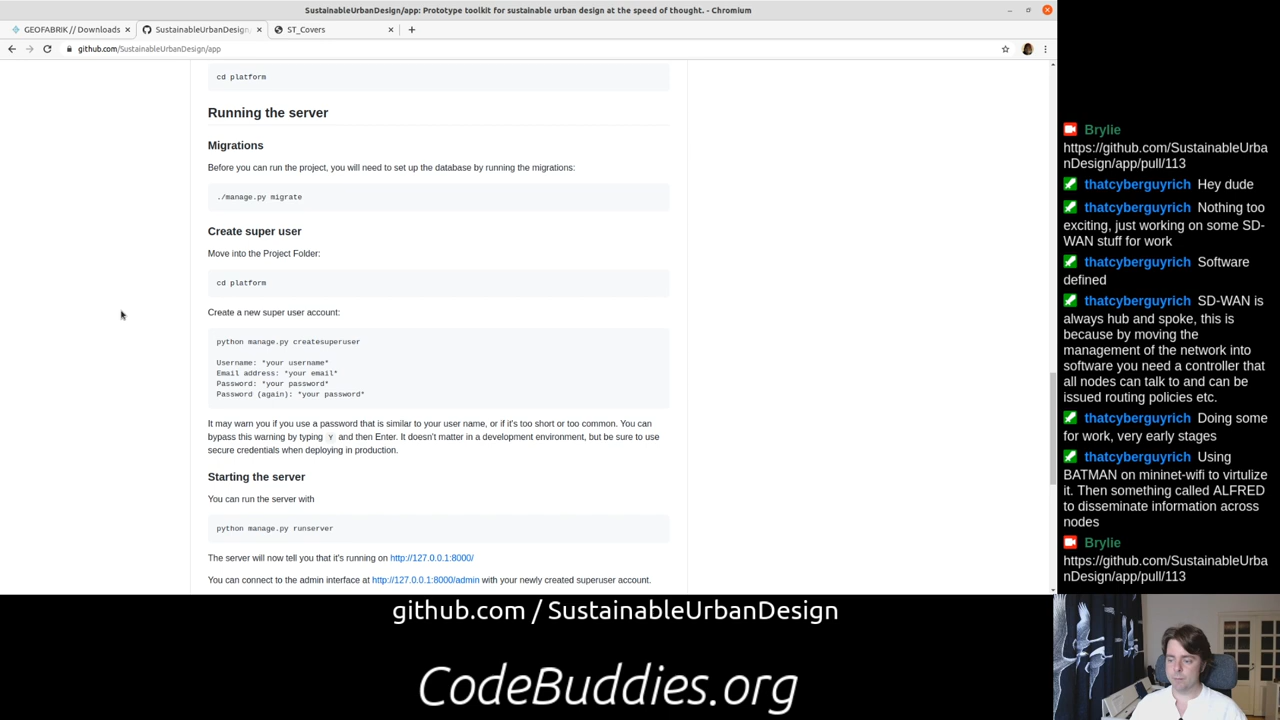 SustainableUrbanDesign/app: Prototype toolkit for sustainable urban design at the speed of thought. - Chromium
GEOFABRIK // Downloads
SustainableUrbanDesign/
ST_Covers
github.com/SustainableUrbanDesign/app
cd platform
Running the server
Migrations
Before you can run the project, you will need to set up the database by running the migrations:
./manage.py migrate
Create super user
Move into the Project Folder:
cd platform
Create a new super user account:
python manage.py createsuperuser
Username: *your username*
Email address: *your email*
Password: *your password*
Password (again): *your password*
It may warn you if you use a password that is similar to your user name, or if it's too short or too common. You can
bypass this warning by typing Y and then Enter. It doesn't matter in a development environment, but be sure to use
secure credentials when deploying in production.
Starting the server
You can run the server with
python manage.py runserver
The server will now tell you that it's running on http://127.0.0.1:8000/
You can connect to the admin interface at http://127.0.0.1:8000/admin with your newly created superuser account.
Brylie
https://github.com/SustainableUrba
nDesign/app/pull/113
thatcyberguyrich Hey dude
thatcyberguyrich Nothing too
exciting, just working on some SD-
WAN stuff for work
thatcyberguyrich Software
defined
thatcyberguyrich SD-WAN is
always hub and spoke, this is
because by moving the
management of the network into
software you need a controller that
all nodes can talk to and can be
issued routing policies etc.
thatcyberguyrich Doing some
for work, very early stages
thatcyberguyrich Using
BATMAN on mininet-wifi to virtulize
it. Then something called ALFRED
to disseminate information across
nodes
Brylie
https://github.com/SustainableUrba
nDesign/app/pull/113
github.com / SustainableUrbanDesign
CodeBuddies.org